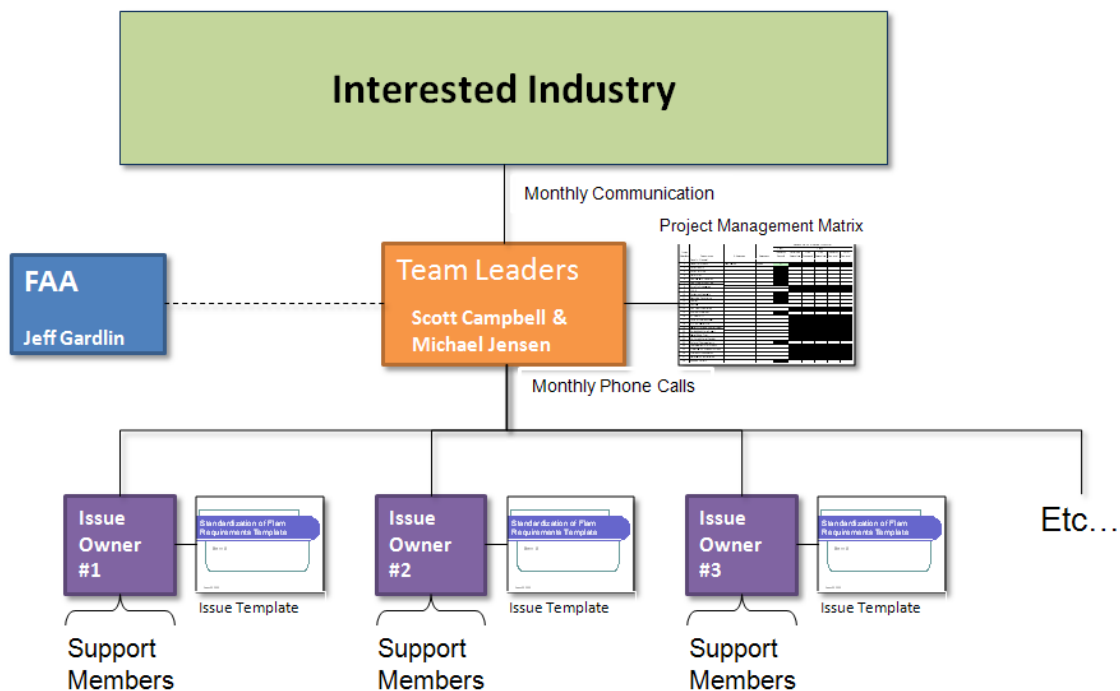 Interested Industry
Monthly Communication
Project Management Matrix
FAA
Jeff Gardlin
Team Leaders
Scott Campbell &
Michael Jensen
Monthly Phone Calls
Issue
Owner
#1
Standardization of Flam
Requirements Template
Issue Template
Support
Members
Issue
Owner
#2
Standardization of Flam
Requirements Template
Issue Template
Support
Members
Issue
Owner
#3
Standardization of Flam
Requirements Template
Issue Template
Support
Members
Etc...